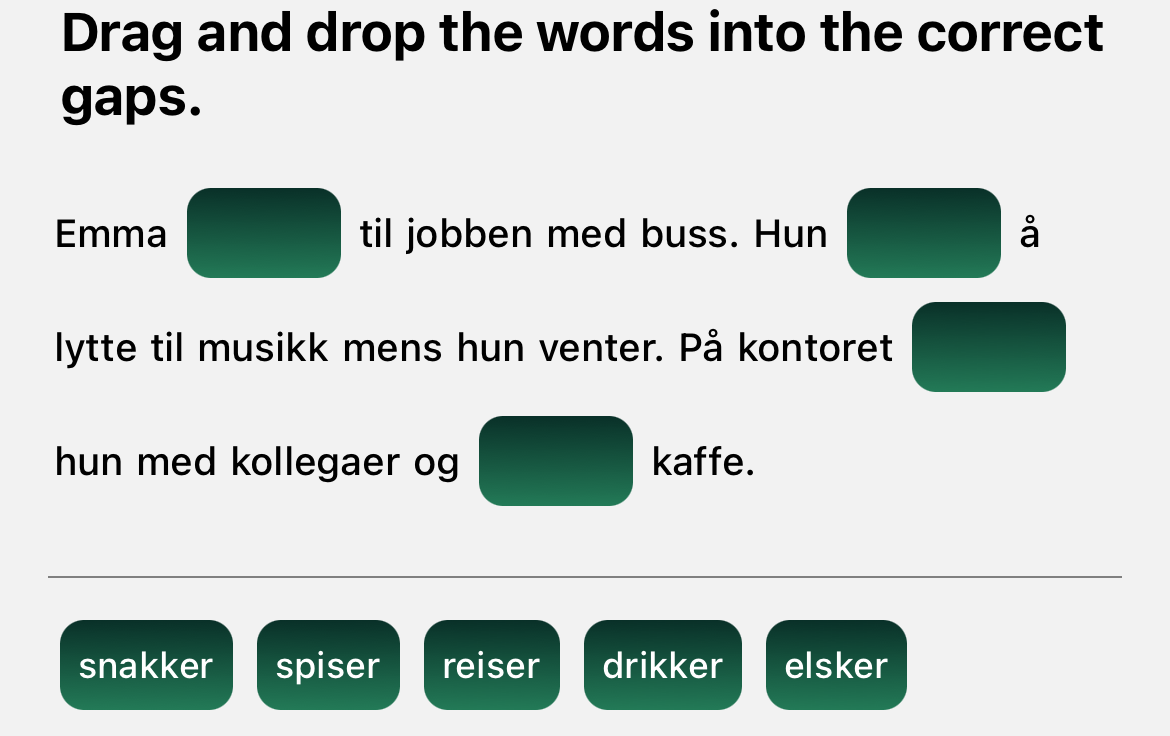 Drag and drop the words into the correct
gaps.
Emma til jobben med buss. Hun å
lytte til musikk mens hun venter. På kontoret
hun med kollegaer og kaffe.
snakker spiser reiser drikker elsker